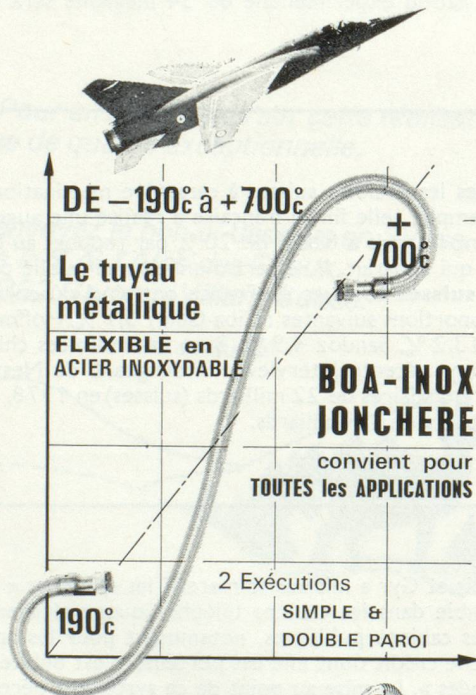 DE – 190°c à + 700°c
+
700°c
Le tuyau
métallique
FLEXIBLE en
ACIER INOXYDABLE
BOA-INOX
JONCHERE
convient pour
TOUTES les APPLICATIONS
190°c
2 Exécutions
SIMPLE &
DOUBLE PAROI